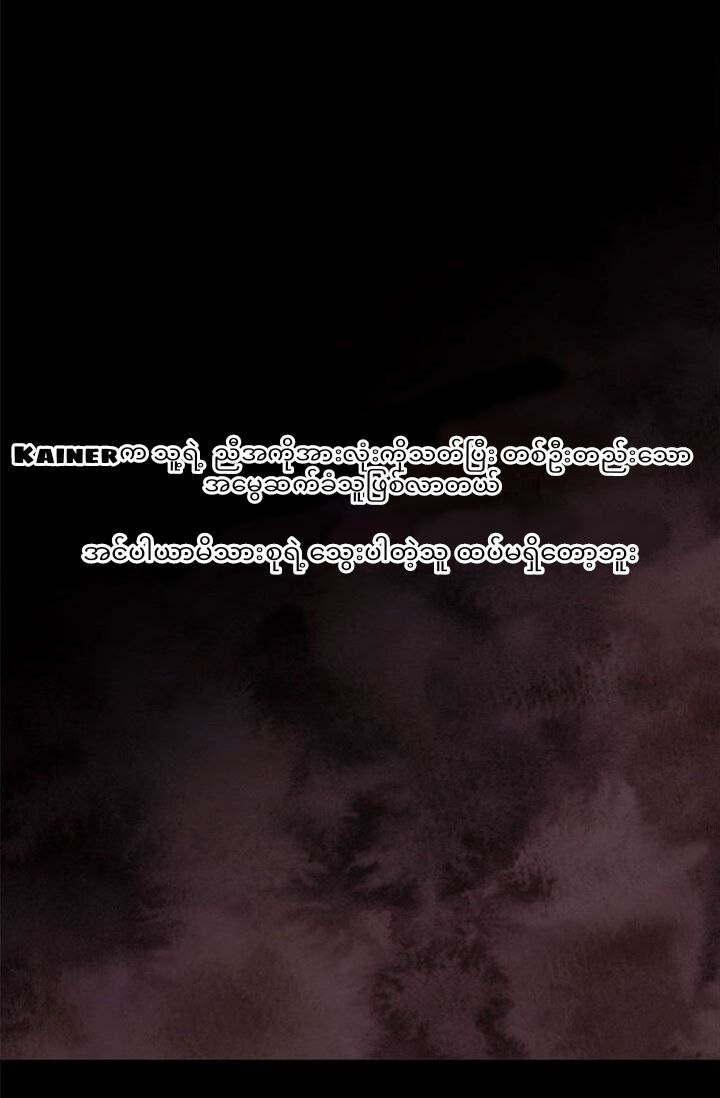 KAINERက သူ့ရဲ့ ညီအကိုအားလုံးကိုသတ်ပြီး တစ်ဦးတည်းသော
အမွေဆက်ခံသူဖြစ်လာတယ်
အင်ပါယာမိသားစုရဲ့သွေးပါတဲ့သူ ထပ်မရှိတော့ဘူး